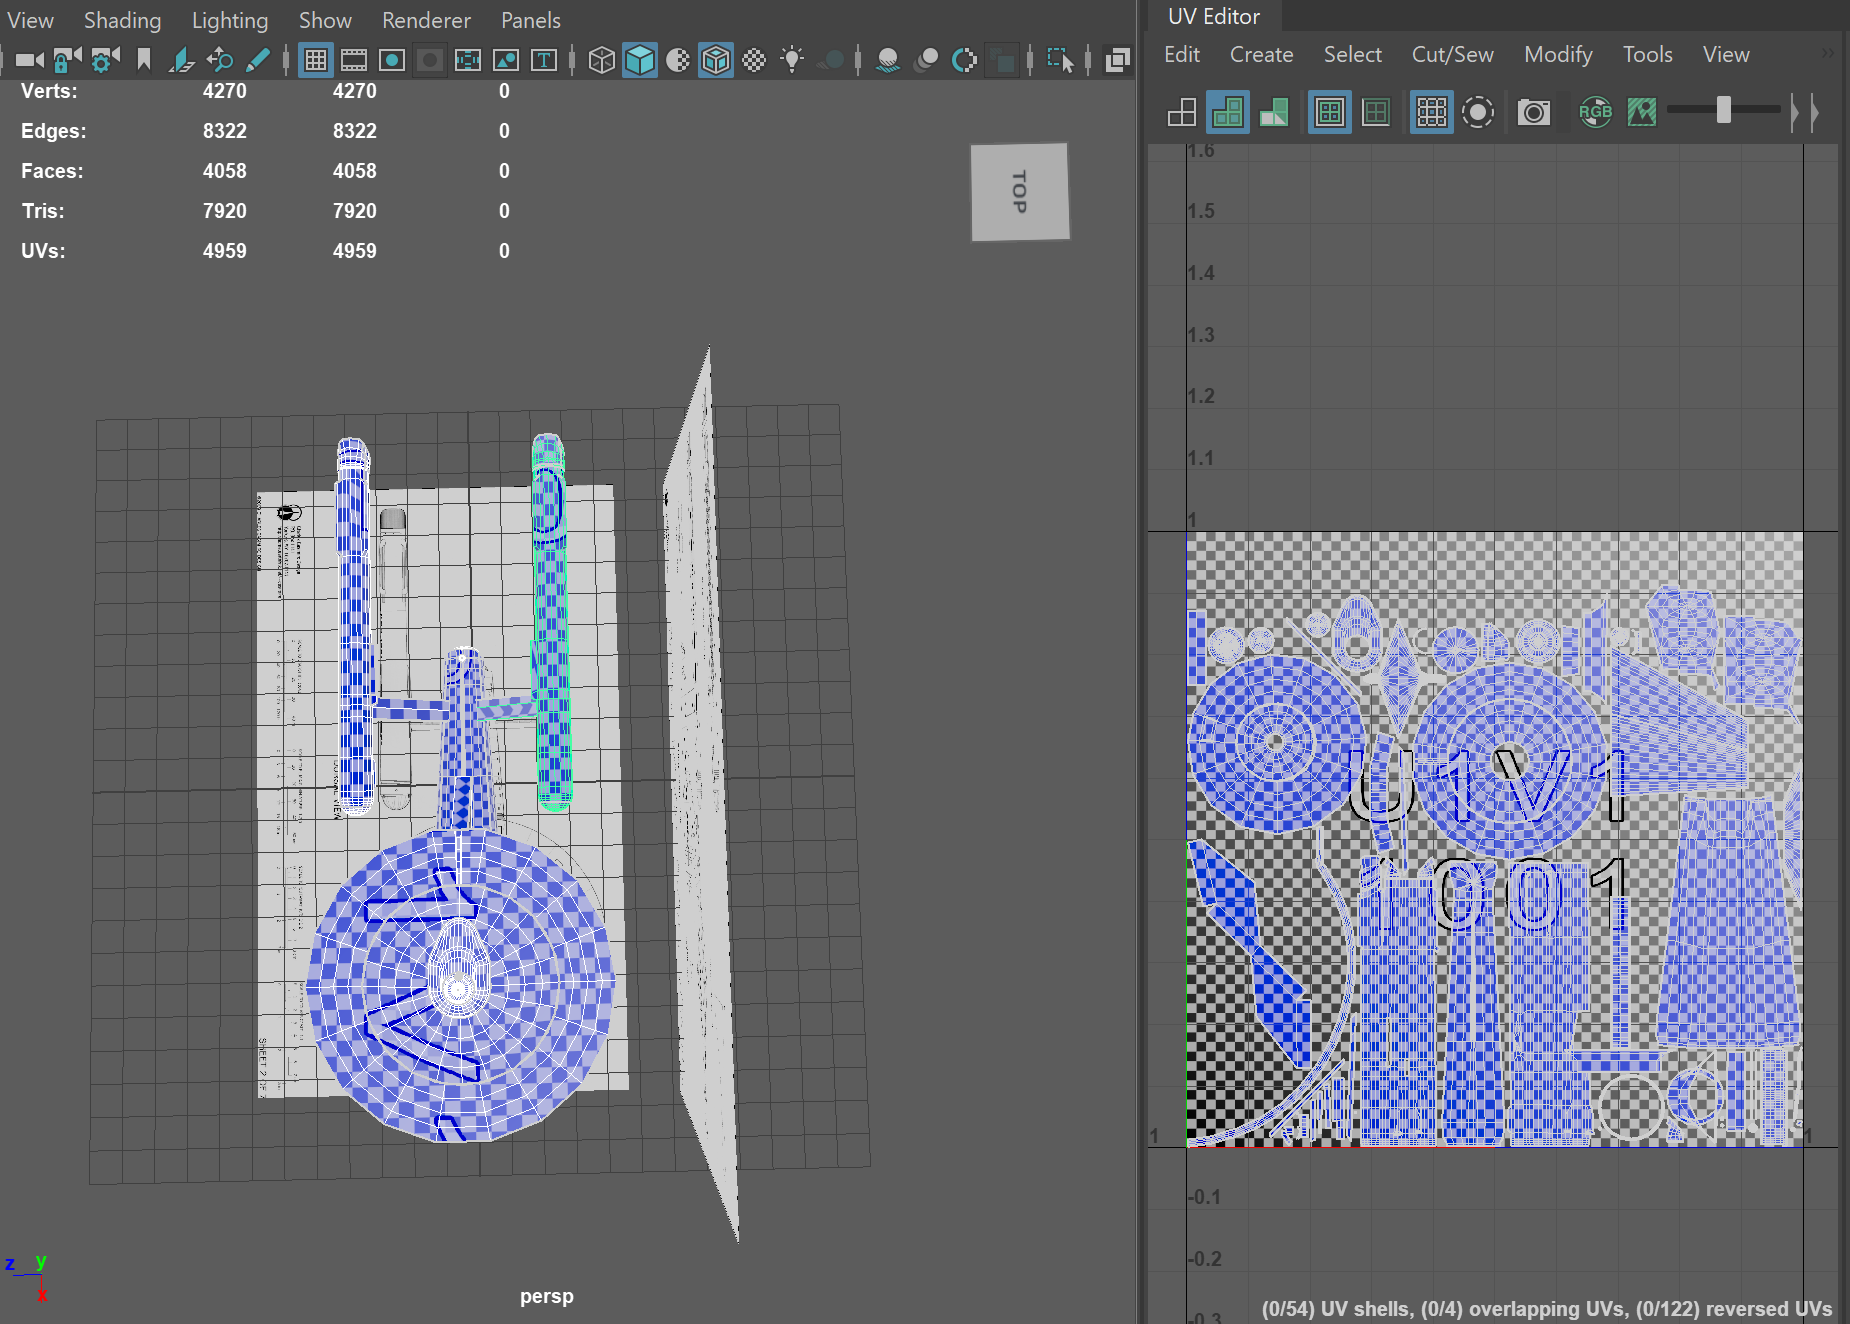 View Shading Lighting Show Renderer Panels
Verts: 4270 4270 0
Edges: 8322 8322 0
Faces: 4058 4058 0
Tris: 7920 7920 0
UVs: 4959 4959 0
TOP
SHEET 2
persp
z y
x
UV Editor
Edit Create Select Cut/Sew Modify Tools View
RGB
1.6
1.5
1.4
1.3
1.2
1.1
1
U1V1
1001
1 1
-0.1
-0.2
-0.3
(0/54) UV shells, (0/4) overlapping UVs, (0/122) reversed UVs